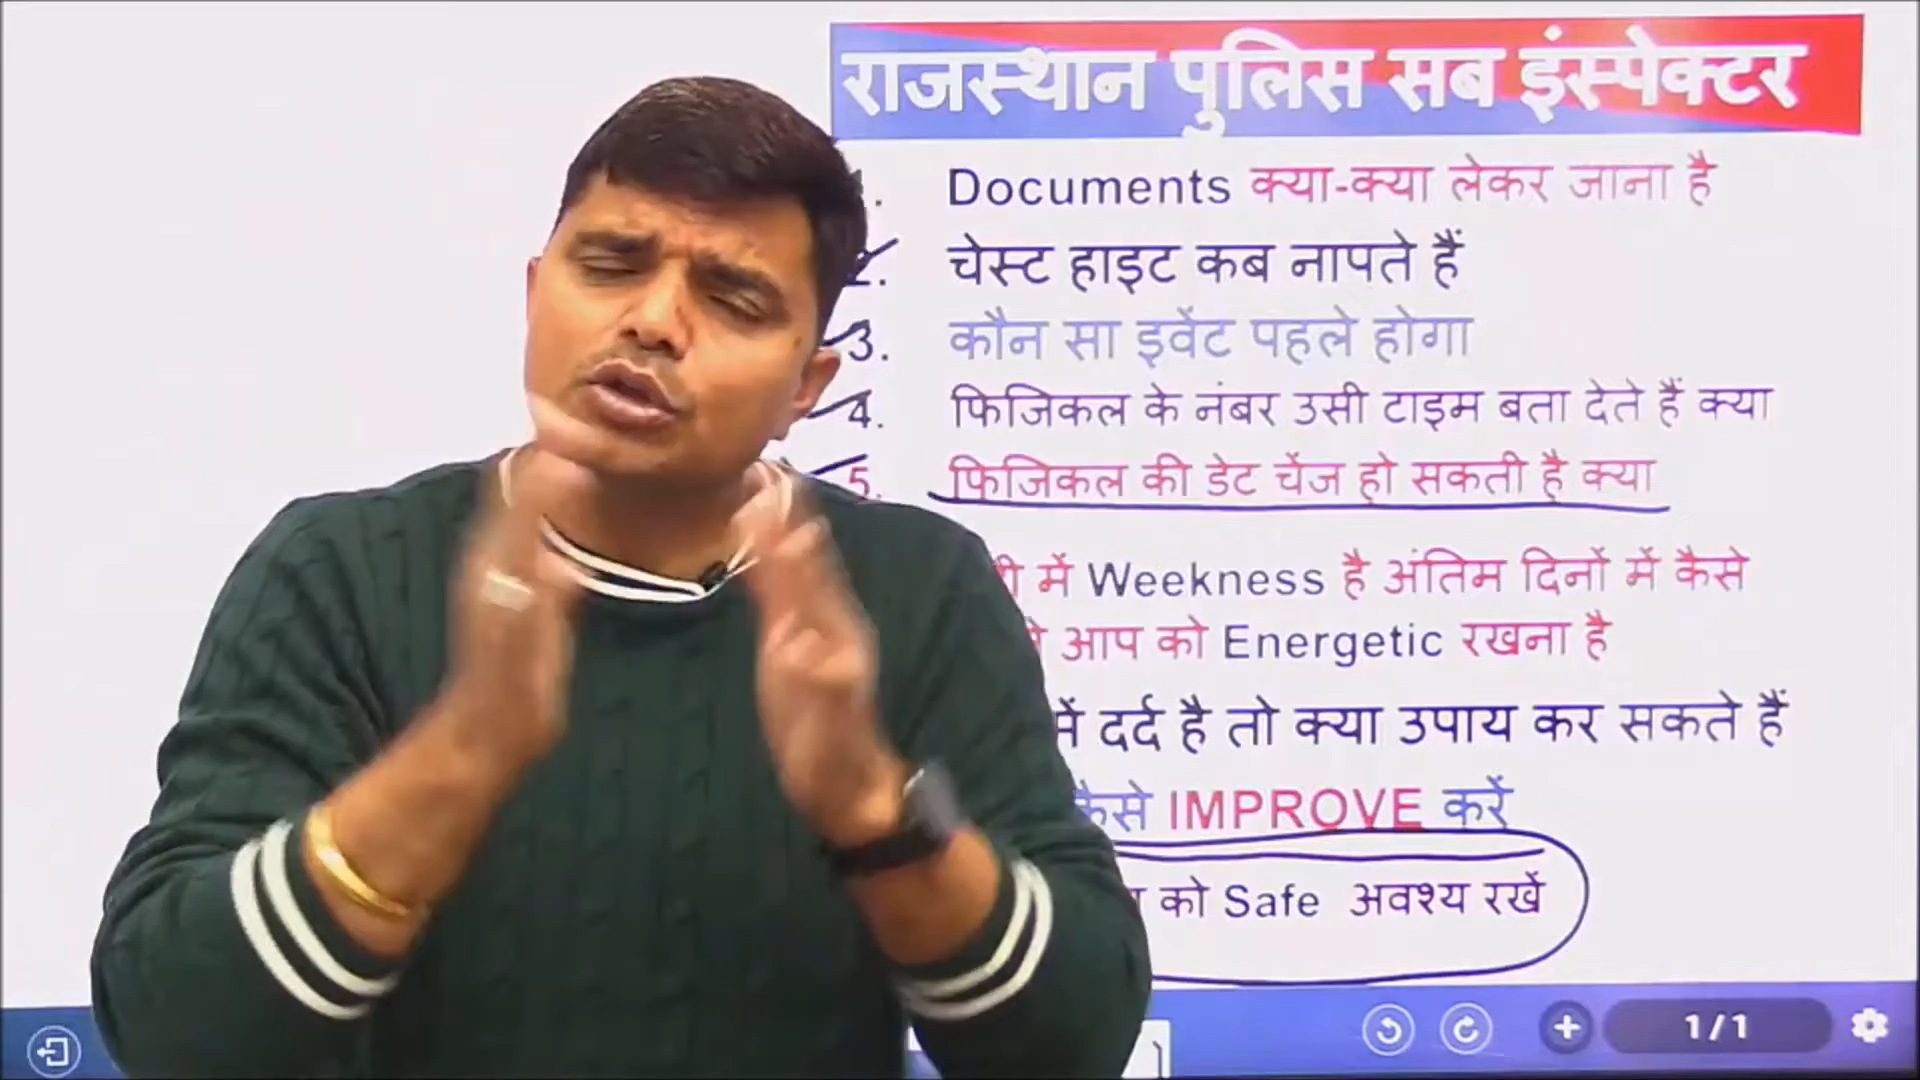 राजस्थान पुलिस सब इंस्पेक्टर
Documents क्या-क्या लेकर जाना है
2. चेस्ट हाइट कब नापते हैं
3. कौन सा इवेंट पहले होगा
4. फिजिकल के नंबर उसी टाइम बता देते हैं क्या
5. फिजिकल की डेट चेंज हो सकती है क्या
में Weekness है अंतिम दिनों में कैसे
आप को Energetic रखना है
में दर्द है तो क्या उपाय कर सकते हैं
कैसे IMPROVE करें
को Safe अवश्य रखें
1/1